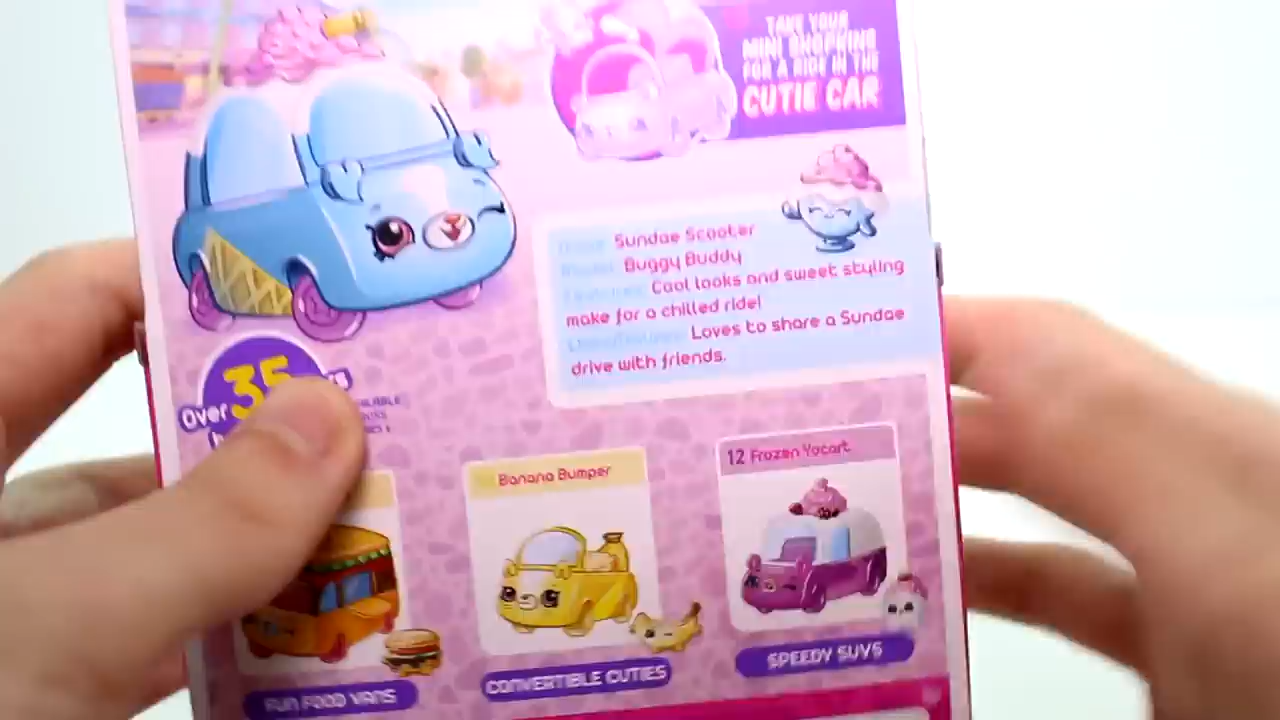 TAKE YOUR
MINI SHOPKINS
FOR A RIDE IN THE
CUTIE CAR
Sundae Scooter
Buggy Buddy
Cool looks and sweet styling
make for a chilled ride!
Loves to share a Sundae
drive with friends.
Over 35
Banana Bumper
12 Frozen Yocart
FUN FOOD VANS
CONVERTIBLE CUTIES
SPEEDY SUVS